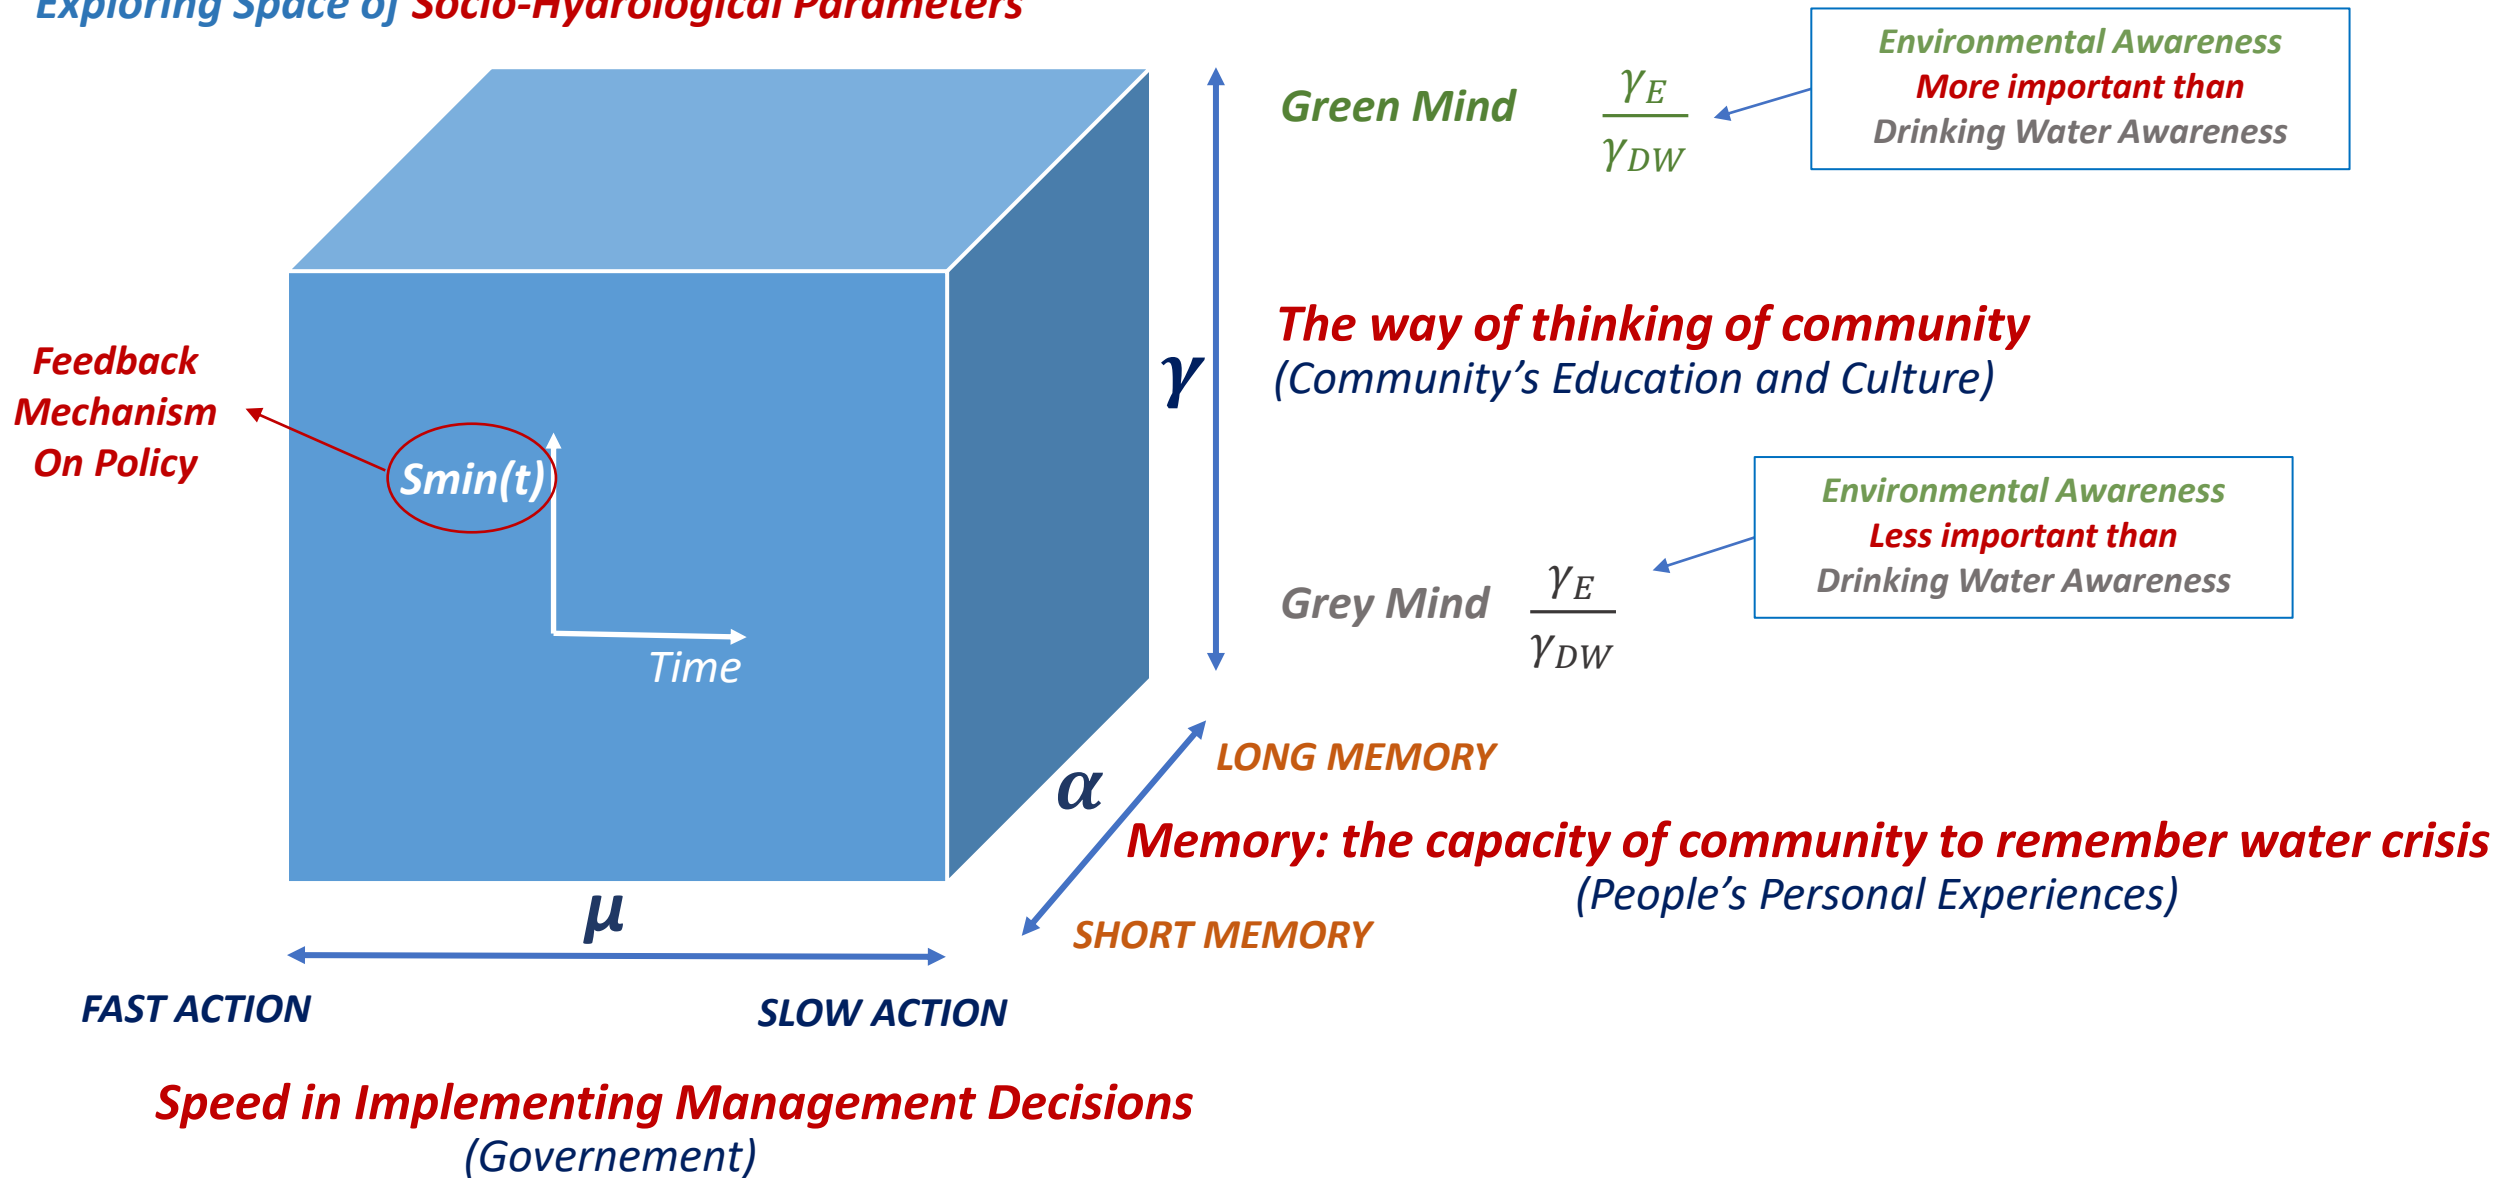 Exploring Space of Socio-Hydrological Parameters
Environmental Awareness
More important than
Drinking Water Awareness
Green Mind γE/γDW
The way of thinking of community
(Community’s Education and Culture)
γ
Feedback
Mechanism
On Policy
Smin(t)
Time
Environmental Awareness
Less important than
Drinking Water Awareness
Grey Mind γE/γDW
LONG MEMORY
α
Memory: the capacity of community to remember water crisis
(People’s Personal Experiences)
SHORT MEMORY
μ
FAST ACTION
SLOW ACTION
Speed in Implementing Management Decisions
(Governement)